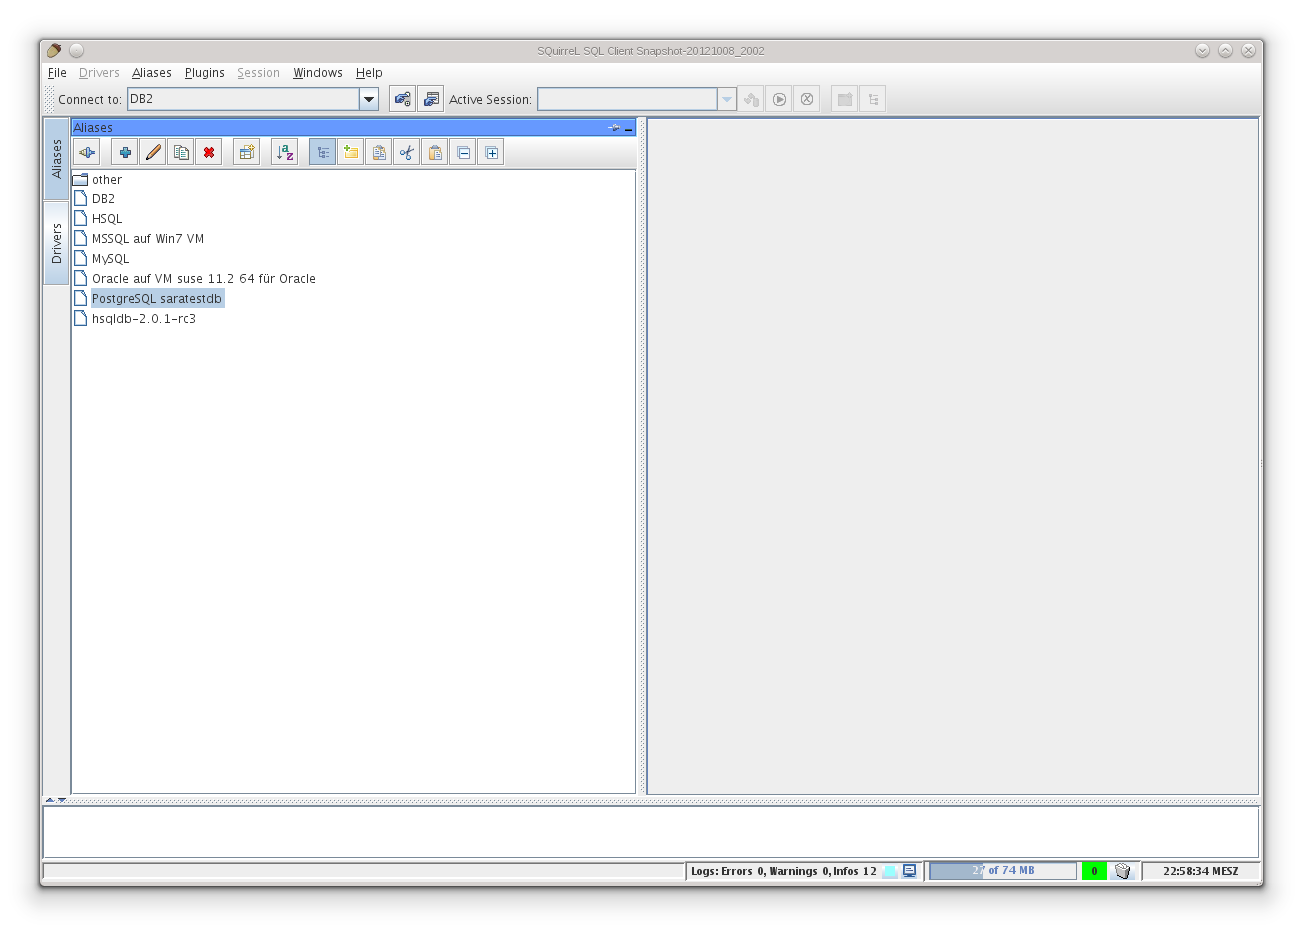 SQuirreL SQL Client Snapshot-20121008_2002
File Drivers Aliases Plugins Session Windows Help
Connect to: DB2 Active Session:
Aliases
Aliases
Drivers
other
DB2
HSQL
MSSQL auf Win7 VM
MySQL
Oracle auf VM suse 11.2 64 für Oracle
PostgreSQL saratestdb
hsqldb-2.0.1-rc3
Logs: Errors 0, Warnings 0, Infos 12 27 of 74 MB 0 22:58:34 MESZ